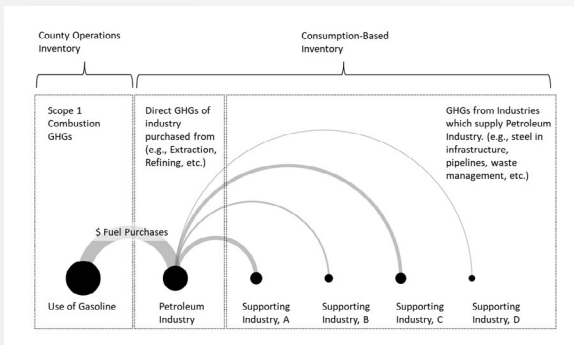 County Operations
Inventory
Consumption-Based
Inventory
Scope 1
Combustion
GHGs
Direct GHGs of
industry
purchased from
(e.g., Extraction,
Refining, etc.)
GHGs from Industries
which supply Petroleum
Industry. (e.g., steel in
infrastructure,
pipelines, waste
management, etc.)
$ Fuel Purchases
Use of Gasoline
Petroleum
Industry
Supporting
Industry, A
Supporting
Industry, B
Supporting
Industry, C
Supporting
Industry, D